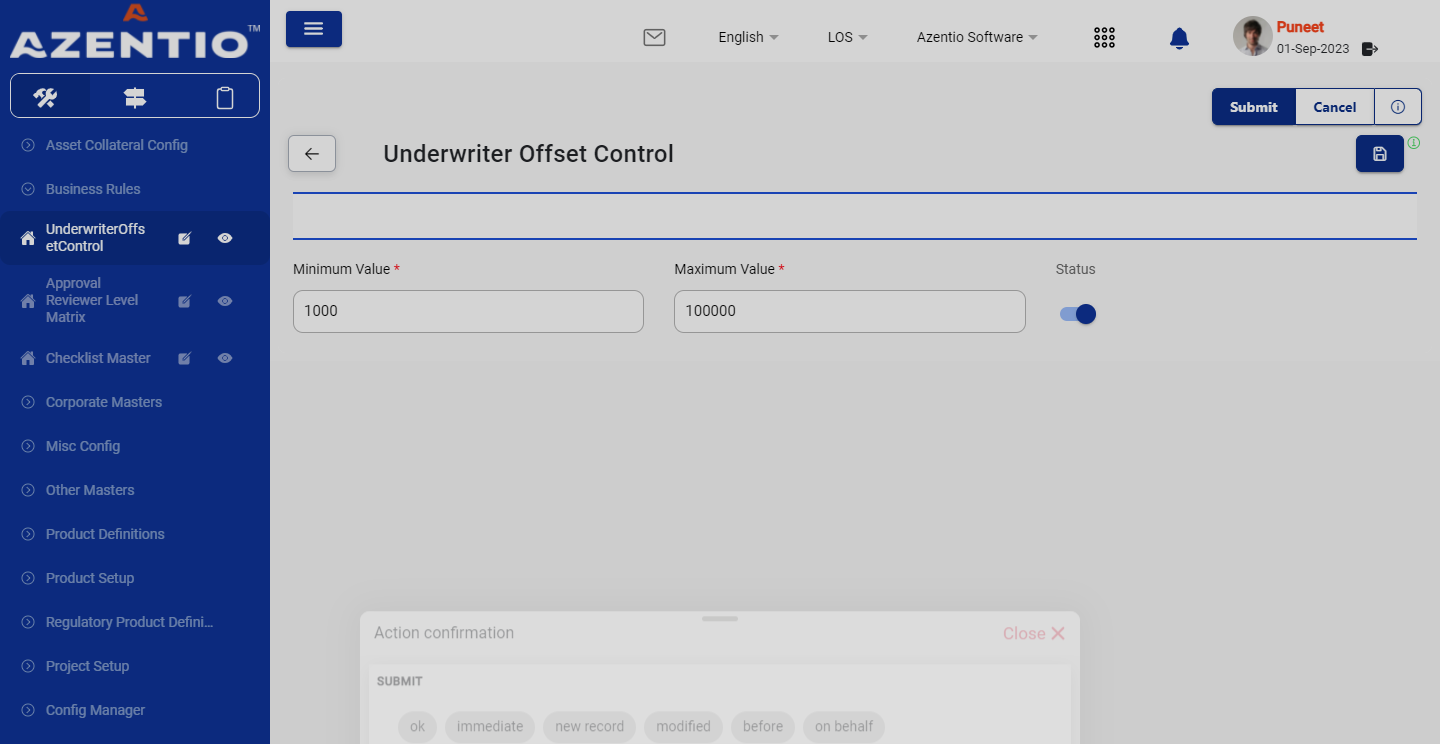 AZENTIO™
English
LOS
Azentio Software
Puneet
01-Sep-2023
Submit
Cancel
Underwriter Offset Control
Asset Collateral Config
Business Rules
UnderwriterOffs
etControl
Approval
Reviewer Level
Matrix
Checklist Master
Corporate Masters
Misc Config
Other Masters
Product Definitions
Product Setup
Regulatory Product Defini...
Project Setup
Config Manager
Minimum Value *
Maximum Value *
Status
1000
100000
Action confirmation
Close
SUBMIT
ok
immediate
new record
modified
before
on behalf